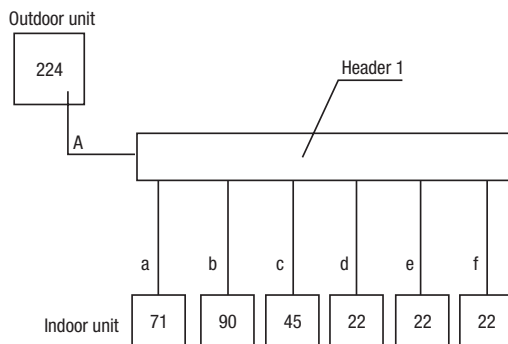 Outdoor unit
224
Header 1
A
a b c d e f
Indoor unit 71 90 45 22 22 22